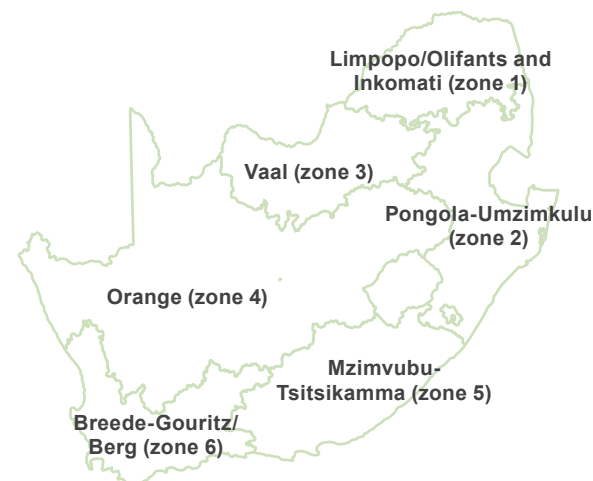 Limpopo/Olifants and
Inkomati (zone 1)
Vaal (zone 3)
Pongola-Umzimkulu
(zone 2)
Orange (zone 4)
Mzimvubu-
Tsitsikamma (zone 5)
Breede-Gouritz/
Berg (zone 6)